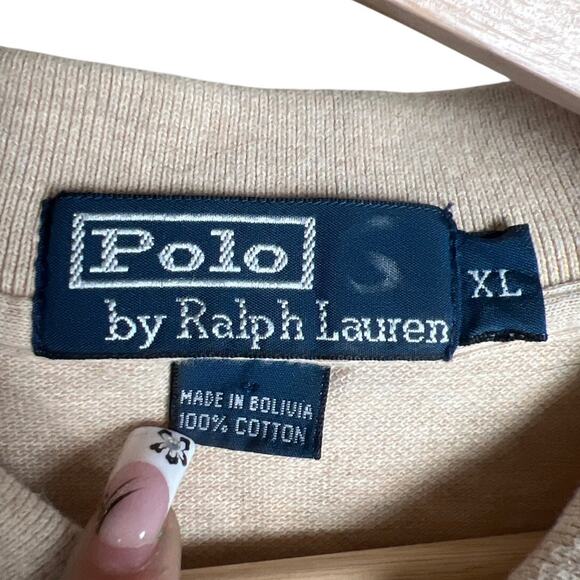 Polo
by Ralph Lauren
XL
MADE IN BOLIVIA
100% COTTON